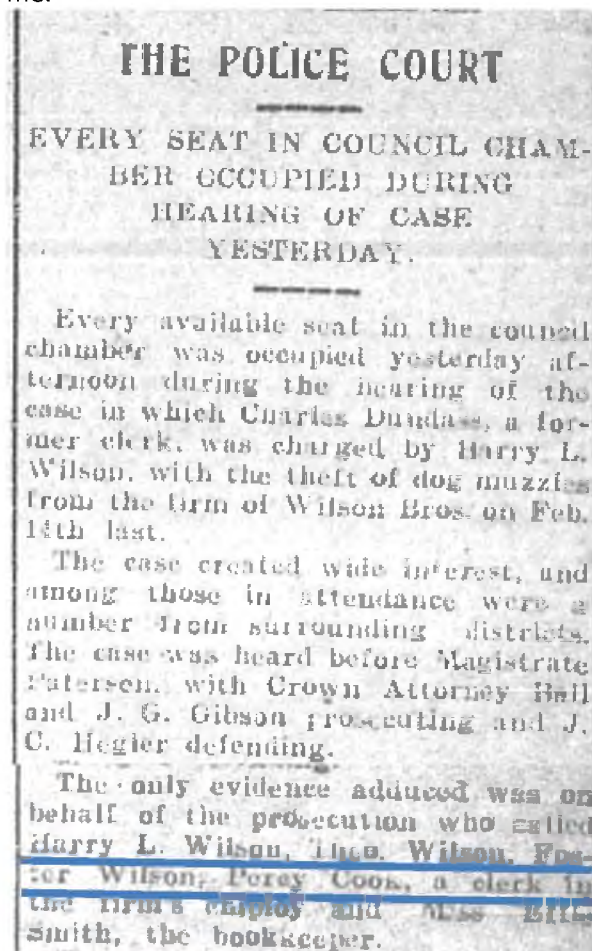 me.
THE POLICE COURT
EVERY SEAT IN COUNCIL CHAM-
BER OCCUPIED DURING
HEARING OF CASE
YESTERDAY.
Every available seat in the council
chamber was occupied yesterday af-
ternoon during the hearing of the
case in which Charles Dundass, a for-
mer clerk, was charged by Harry L.
Wilson, with the theft of dog muzzles
from the firm of Wilson Bros. on Feb.
14th last.
The case created wide interest, and
among those in attendance were a
number from surrounding districts.
The case was heard before Magistrate
Paterson, with Crown Attorney Ball
and J. G. Gibson prosecuting and J.
C. Hegler defending.
The only evidence adduced was on
behalf of the prosecution who called
Harry L. Wilson, Theo. Wilson, Fos-
ter Wilson, Percy Cook, a clerk in
the firm's employ and Miss
Smith, the bookkeeper.